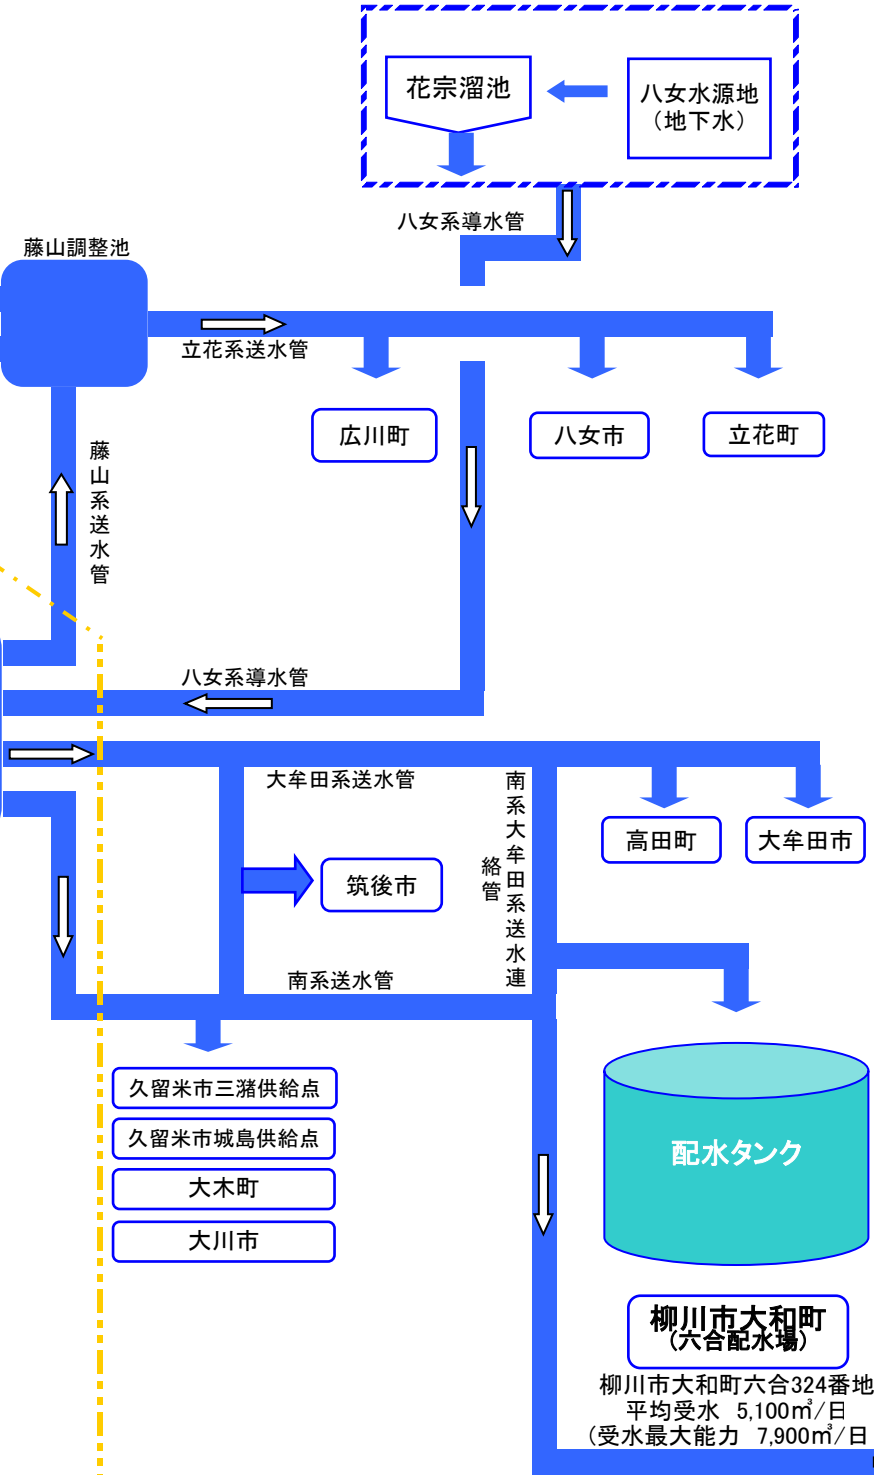 花宗溜池
八女水源地
（地下水）
八女系導水管
藤山調整池
立花系送水管
広川町
八女市
立花町
藤山系送水管
八女系導水管
大牟田系送水管
南系大牟田系送水連
絡管
高田町
大牟田市
筑後市
南系送水管
久留米市三潴供給点
久留米市城島供給点
大木町
大川市
配水タンク
柳川市大和町
（六合配水場）
柳川市大和町六合324番地
平均受水　5,100㎥/日
（受水最大能力　7,900㎥/日